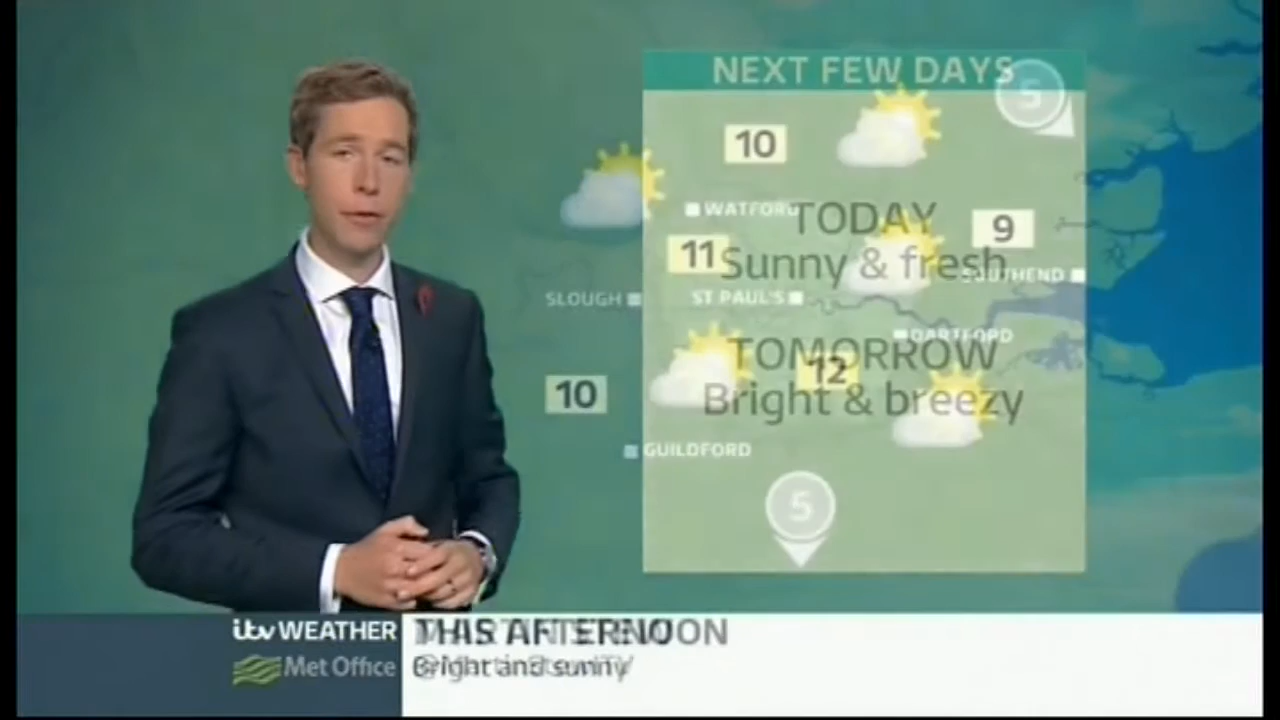 NEXT FEW DAYS
5
10
WATFORD
TODAY
9
11
Sunny & fresh
SOUTHEND
SLOUGH
ST PAUL'S
DARTFORD
TOMORROW
12
10
Bright & breezy
GUILDFORD
5
itv WEATHER
THIS AFTERNOON
Met Office
Bright and sunny